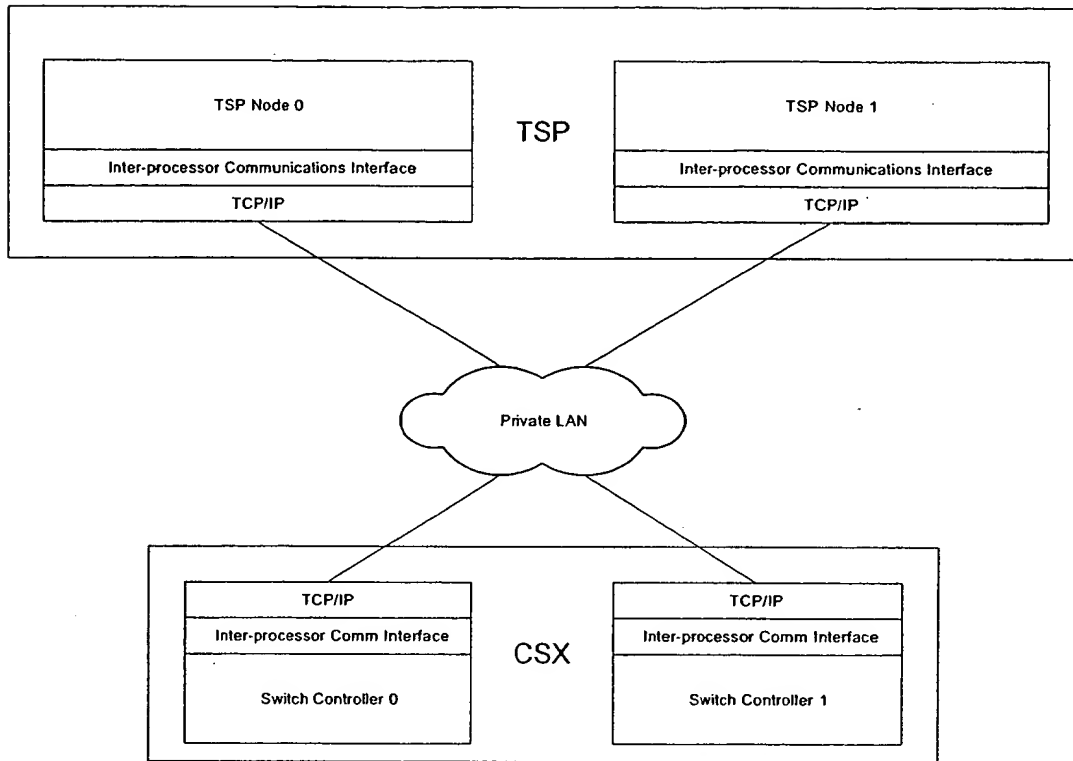 TSP Node 0
Inter-processor Communications Interface
TCP/IP
TSP
TSP Node 1
Inter-processor Communications Interface
TCP/IP
Private LAN
TCP/IP
Inter-processor Comm Interface
Switch Controller 0
CSX
TCP/IP
Inter-processor Comm Interface
Switch Controller 1